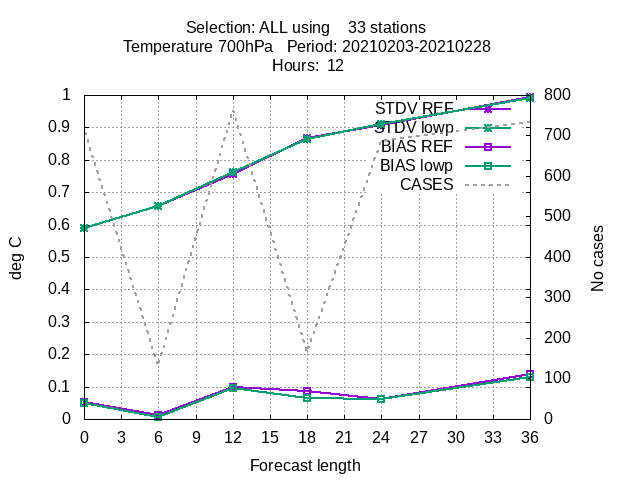 Selection: ALL using    33 stations
Temperature 700hPa   Period: 20210203-20210228
Hours:  12
1 800
STDV REF
0.9 STDV lowp 700
BIAS REF
0.8 BIAS lowp 600
CASES
0.7
0.6 500
0.5 400
deg C No cases
0.4 300
0.3
0.2 200
0.1 100
0 0
0 3 6 9 12 15 18 21 24 27 30 33 36
Forecast length